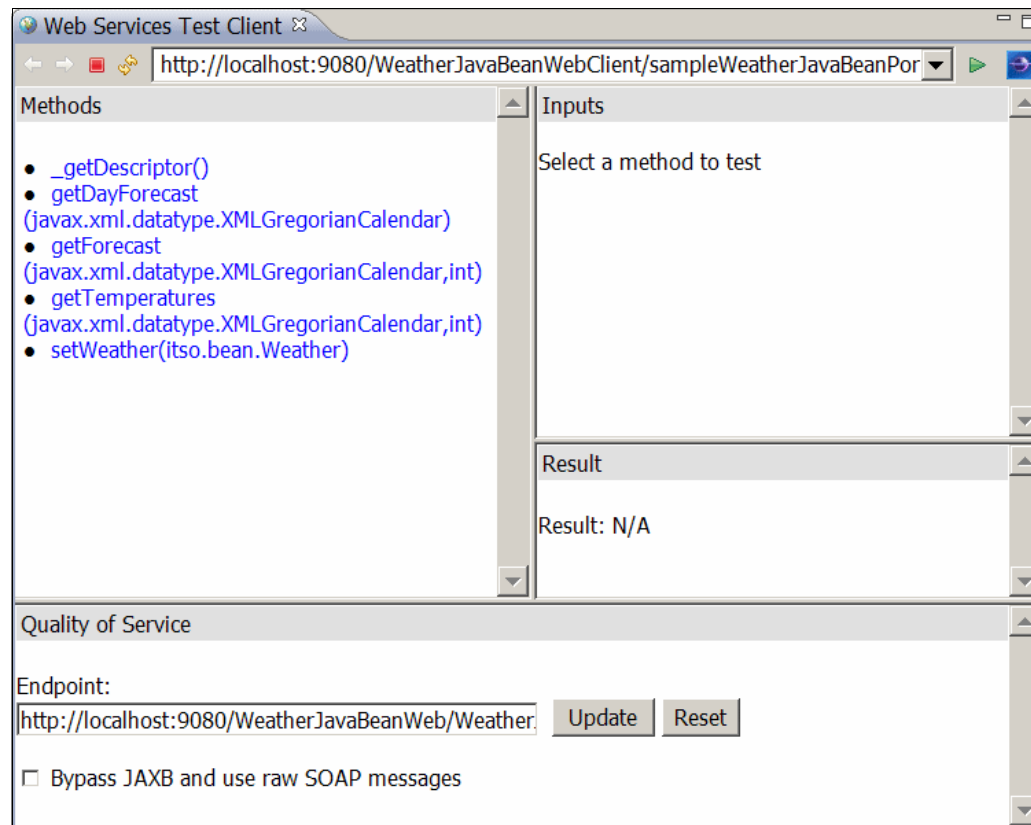 Web Services Test Client
http://localhost:9080/WeatherJavaBeanWebClient/sampleWeatherJavaBeanPor
Methods
• _getDescriptor()
• getDayForecast
(javax.xml.datatype.XMLGregorianCalendar)
• getForecast
(javax.xml.datatype.XMLGregorianCalendar,int)
• getTemperatures
(javax.xml.datatype.XMLGregorianCalendar,int)
• setWeather(itso.bean.Weather)
Inputs
Select a method to test
Result
Result: N/A
Quality of Service
Endpoint:
http://localhost:9080/WeatherJavaBeanWeb/Weather. Update Reset
Bypass JAXB and use raw SOAP messages